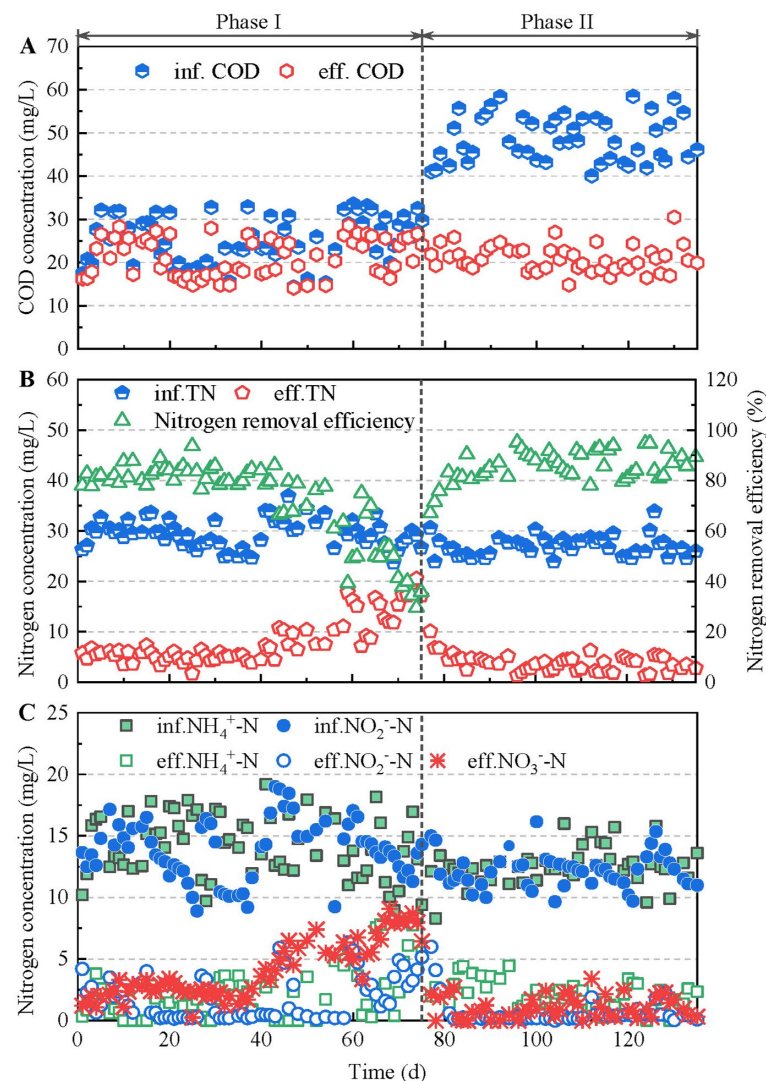 Phase I Phase II
A
70
60
50
40
30
20
10
0
COD concentration (mg/L)
inf. COD eff. COD
B
60
50
40
30
20
10
0
Nitrogen concentration (mg/L)
inf.TN eff.TN
Nitrogen removal efficiency
120
100
80
60
40
20
0
Nitrogen removal efficiency (%)
C
25
20
15
10
5
0
Nitrogen concentration (mg/L)
inf.NH₄⁺-N inf.NO₂⁻-N
eff.NH₄⁺-N eff.NO₂⁻-N eff.NO₃⁻-N
0 20 40 60 80 100 120
Time (d)